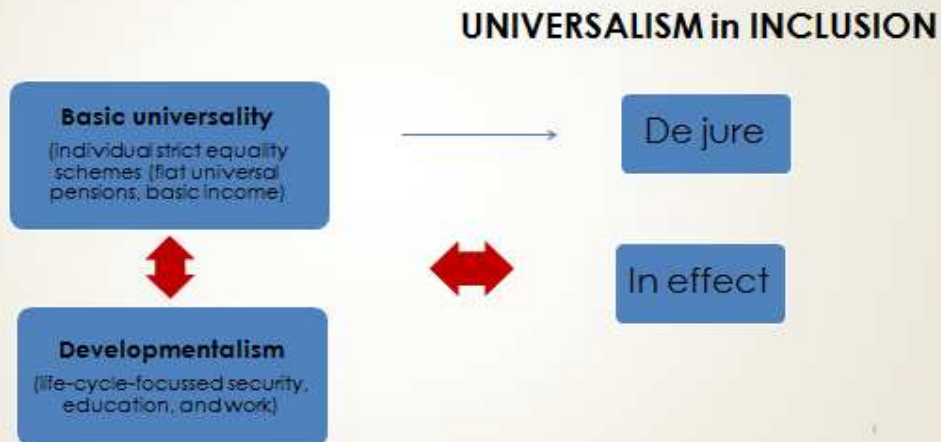 UNIVERSALISM in INCLUSION
Basic universality
(individual strict equality
schemes (flat universal
pensions, basic income)
De jure
In effect
Developmentalism
(life-cycle-focussed security,
education, and work)